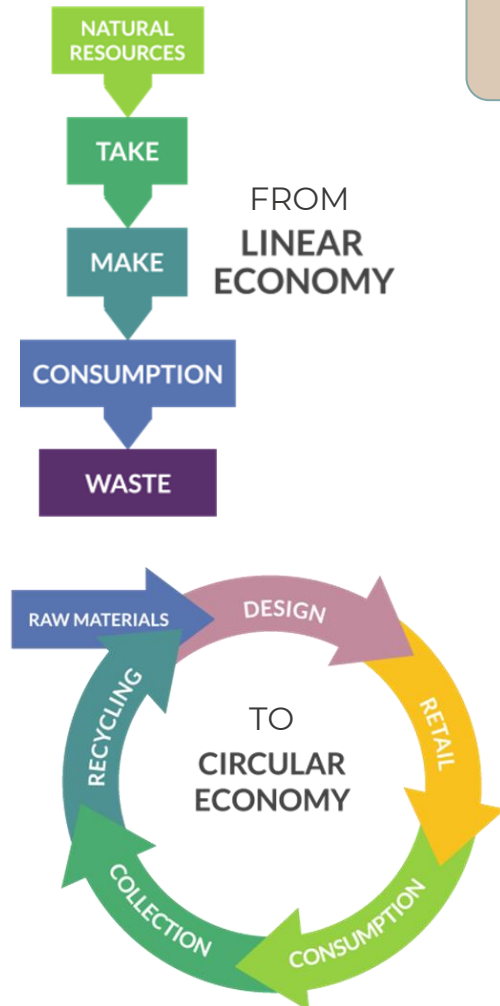 NATURAL
RESOURCES
TAKE
MAKE
CONSUMPTION
WASTE
FROM
LINEAR
ECONOMY
RAW MATERIALS
DESIGN
RETAIL
CONSUMPTION
COLLECTION
RECYCLING
TO
CIRCULAR
ECONOMY